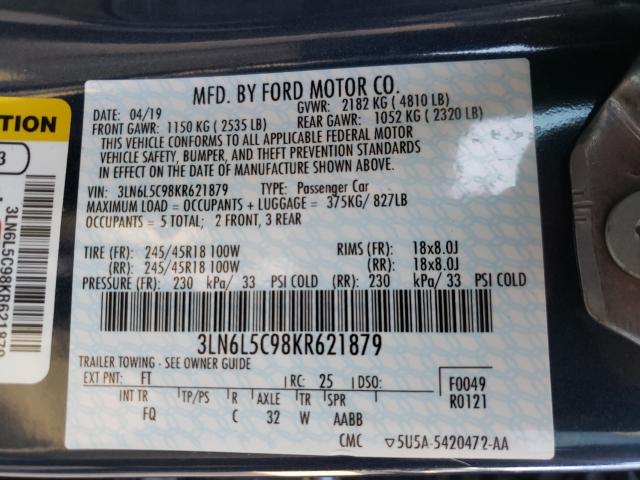 MFD. BY FORD MOTOR CO.
DATE: 04/19 GVWR: 2182 KG ( 4810 LB)
FRONT GAWR: 1150 KG ( 2535 LB) REAR GAWR: 1052 KG ( 2320 LB)
THIS VEHICLE CONFORMS TO ALL APPLICABLE FEDERAL MOTOR
VEHICLE SAFETY, BUMPER, AND THEFT PREVENTION STANDARDS
IN EFFECT ON THE DATE OF MANUFACTURE SHOWN ABOVE.
VIN: 3LN6L5C98KR621879 TYPE: Passenger Car
MAXIMUM LOAD = OCCUPANTS + LUGGAGE = 375KG/ 827LB
OCCUPANTS = 5 TOTAL; 2 FRONT, 3 REAR
TIRE (FR): 245/45R18 100W RIMS (FR): 18x8.0J
(RR): 245/45R18 100W (RR): 18x8.0J
PRESSURE (FR): 230 kPa/ 33 PSI COLD (RR): 230 kPa/ 33 PSI COLD
3LN6L5C98KR621879
TRAILER TOWING - SEE OWNER GUIDE
EXT PNT: FT RC: 25 DSO: F0049
INT TR TP/PS R AXLE TR SPR R0121
FQ C 32 W AABB
CMC ▽5U5A-5420472-AA
TION
3
3LN6L5C98KR621879